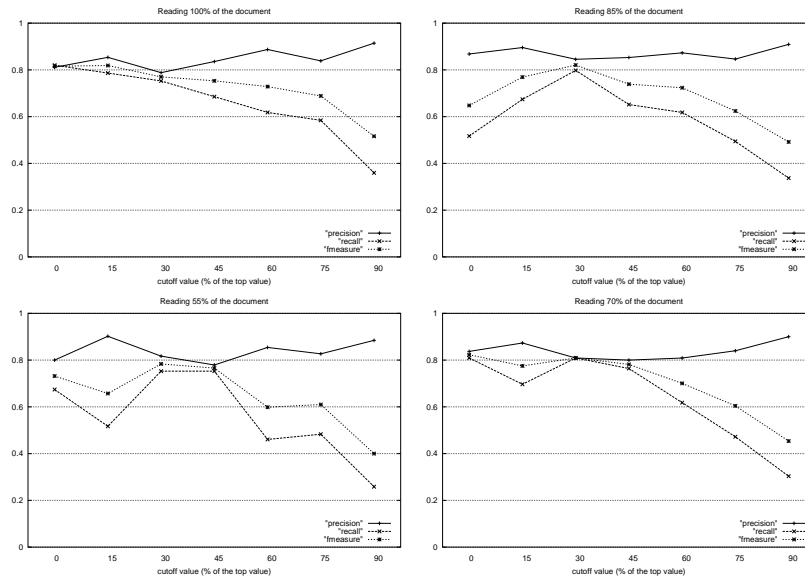 Reading 100% of the document
1
0.8
0.6
0.4
0.2
0
"precision"
"recall"
"fmeasure"
0 15 30 45 60 75 90
cutoff value (% of the top value)
Reading 85% of the document
1
0.8
0.6
0.4
0.2
0
"precision"
"recall"
"fmeasure"
0 15 30 45 60 75 90
cutoff value (% of the top value)
Reading 55% of the document
1
0.8
0.6
0.4
0.2
0
"precision"
"recall"
"fmeasure"
0 15 30 45 60 75 90
cutoff value (% of the top value)
Reading 70% of the document
1
0.8
0.6
0.4
0.2
0
"precision"
"recall"
"fmeasure"
0 15 30 45 60 75 90
cutoff value (% of the top value)